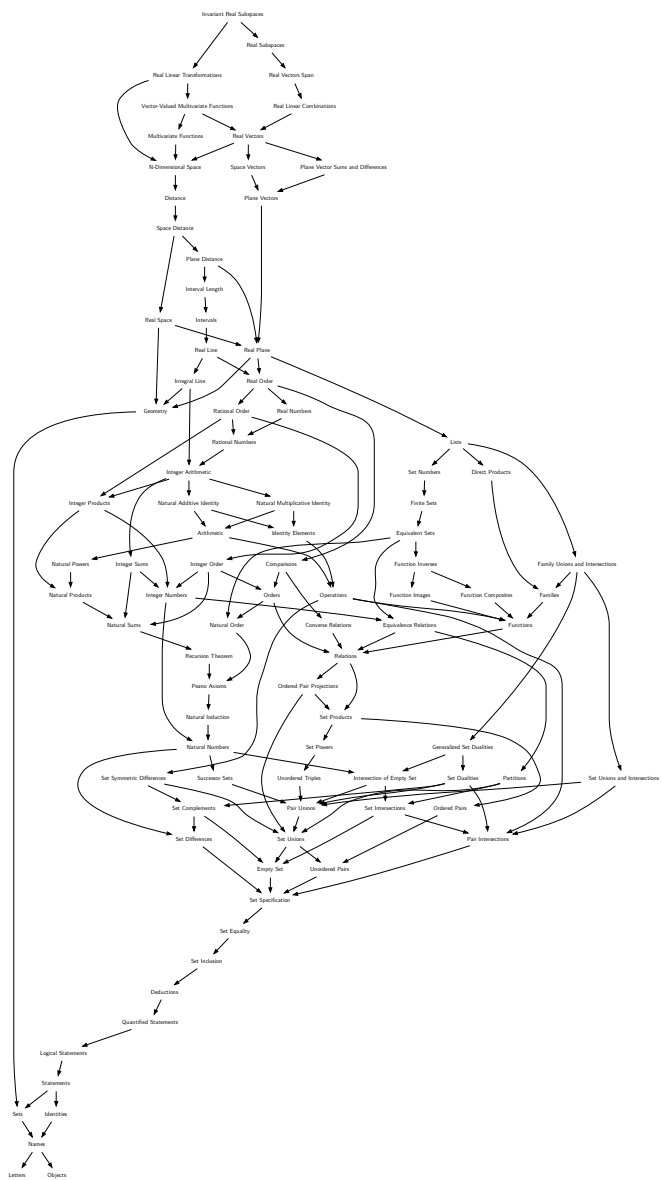 Invariant Real Subspaces
Real Subspaces
Real Linear Transformations
Real Vectors Span
Vector-Valued Multivariate Functions
Real Linear Combinations
Multivariate Functions
Real Vectors
N-Dimensional Space
Space Vectors
Plane Vector Sums and Differences
Distance
Plane Vectors
Space Distance
Plane Distance
Interval Length
Real Space
Intervals
Real Line
Real Plane
Integral Line
Real Order
Geometry
Rational Order
Real Numbers
Rational Numbers
Lists
Integer Arithmetic
Set Numbers
Direct Products
Integer Products
Natural Additive Identity
Natural Multiplicative Identity
Finite Sets
Arithmetic
Identity Elements
Equivalent Sets
Natural Powers
Integer Sums
Integer Order
Comparisons
Function Inverses
Family Unions and Intersections
Natural Products
Integer Numbers
Orders
Operations
Function Images
Function Composites
Families
Natural Sums
Natural Order
Converse Relations
Equivalence Relations
Functions
Recursion Theorem
Relations
Peano Axioms
Ordered Pair Projections
Natural Induction
Set Products
Natural Numbers
Set Powers
Generalized Set Dualities
Set Symmetric Differences
Successor Sets
Unordered Triples
Intersection of Empty Set
Set Dualities
Partitions
Set Unions and Intersections
Set Complements
Pair Unions
Set Intersections
Ordered Pairs
Set Differences
Set Unions
Pair Intersections
Empty Set
Unordered Pairs
Set Specification
Set Equality
Set Inclusion
Deductions
Quantified Statements
Logical Statements
Statements
Sets
Identities
Names
Letters
Objects